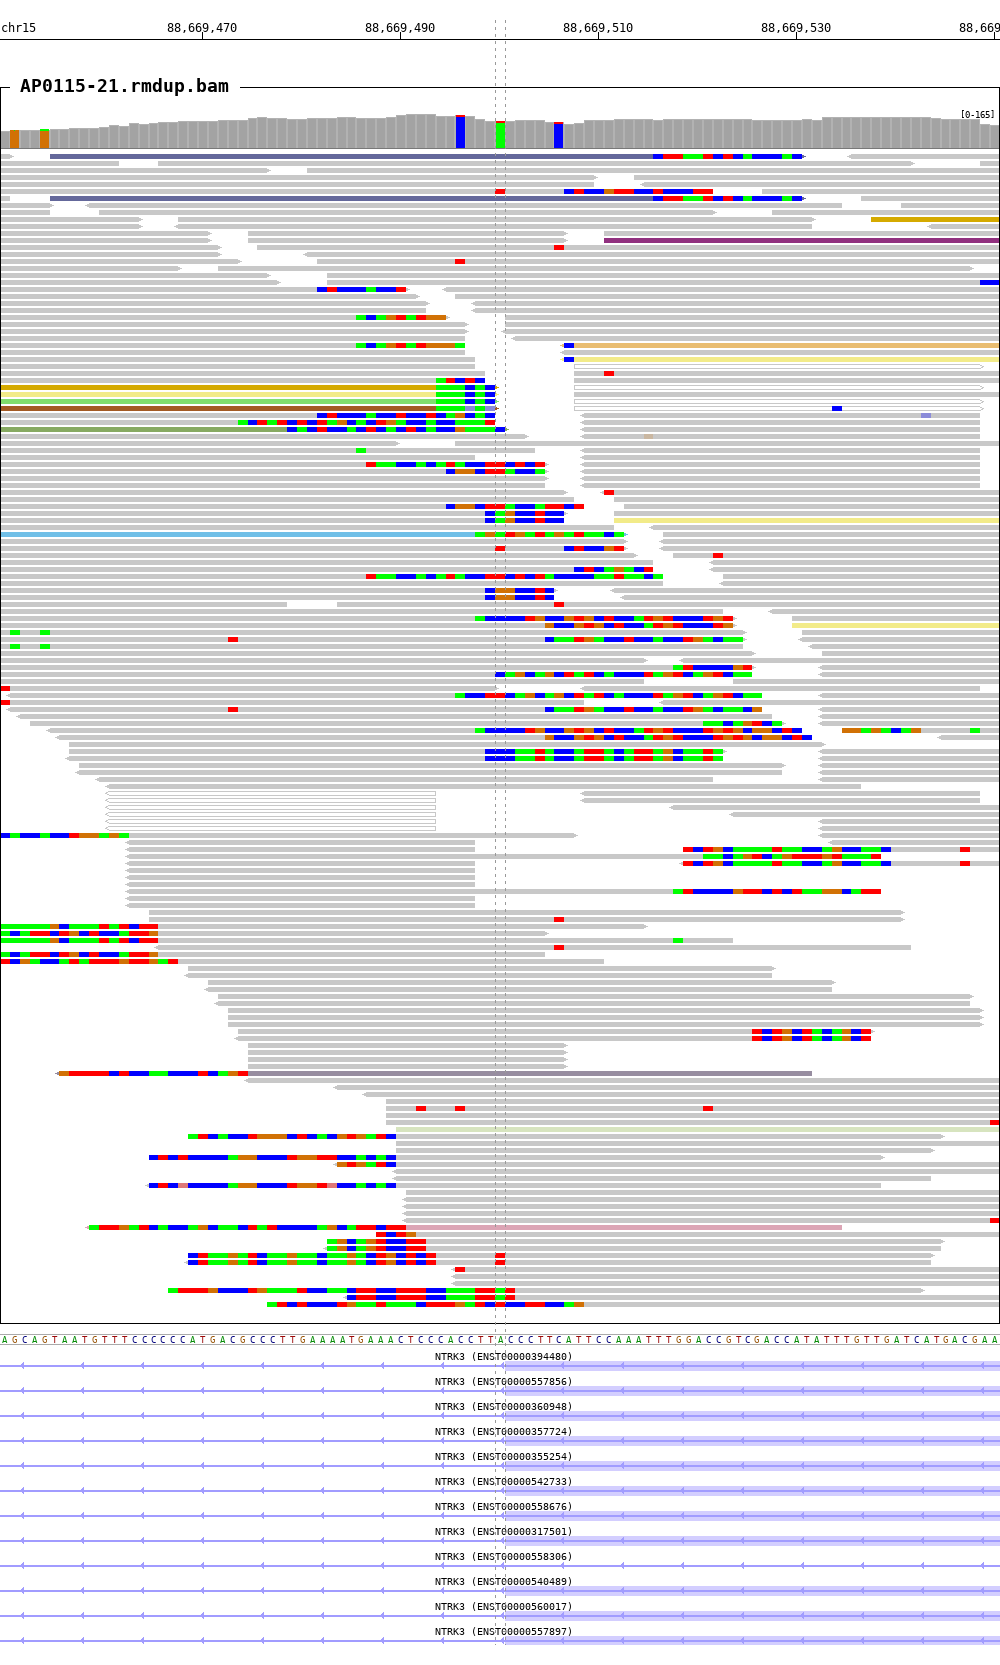 chr15 88,669,470 88,669,490 88,669,510 88,669,530 88,669
AP0115-21.rmdup.bam
[0-165]
AGCAGTAATGTTTCCCCCCATGACGCCCTTGAAAATGAAACTCCCACCTTACCCTTCATTCCAAATTTGGACCGTCGACCATATTTGTTGATCATGACGAA
NTRK3 (ENST00000394480)
NTRK3 (ENST00000557856)
NTRK3 (ENST00000360948)
NTRK3 (ENST00000357724)
NTRK3 (ENST00000355254)
NTRK3 (ENST00000542733)
NTRK3 (ENST00000558676)
NTRK3 (ENST00000317501)
NTRK3 (ENST00000558306)
NTRK3 (ENST00000540489)
NTRK3 (ENST00000560017)
NTRK3 (ENST00000557897)